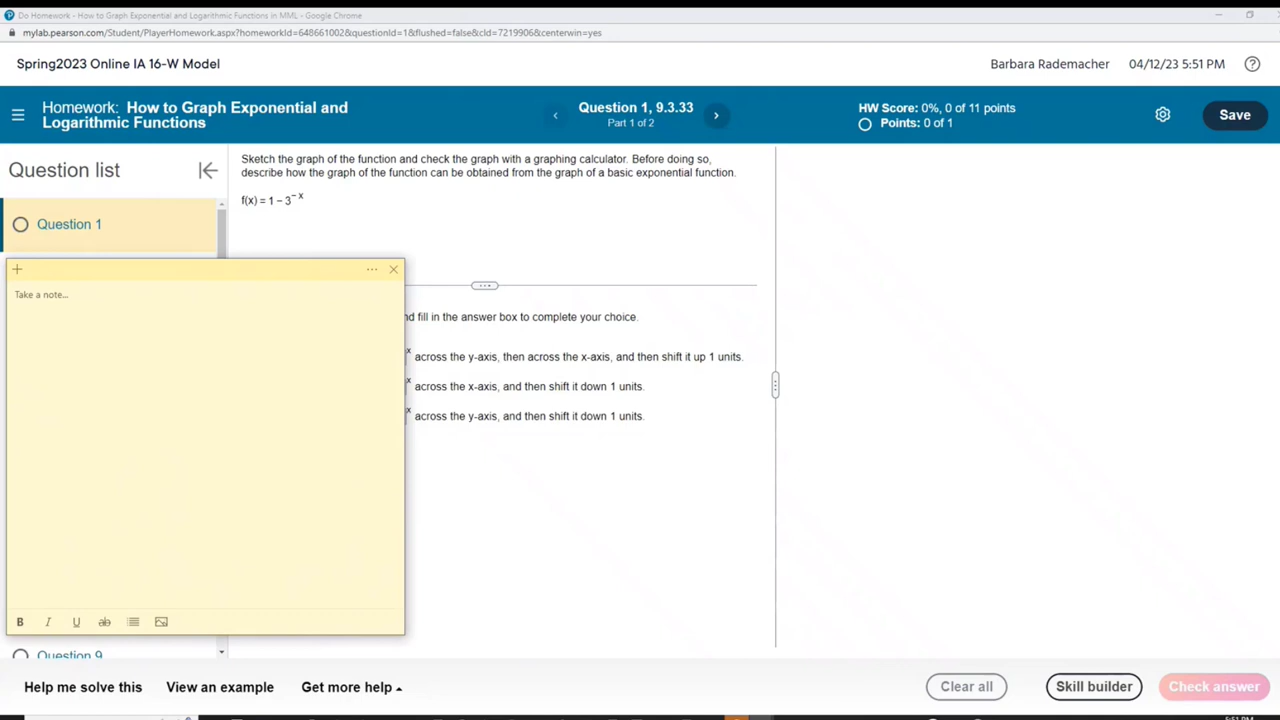 Do Homework - How to Graph Exponential and Logarithmic Functions in MML - Google Chrome
mylab.pearson.com/Student/PlayerHomework.aspx?homeworkId=648661002&questionId=1&flushed=false&cId=7219906&centerwin=yes
Spring2023 Online IA 16-W Model
Barbara Rademacher 04/12/23 5:51 PM
Homework: How to Graph Exponential and
Logarithmic Functions
Question 1, 9.3.33
Part 1 of 2
HW Score: 0%, 0 of 11 points
Points: 0 of 1
Save
Question list
Question 1
Sketch the graph of the function and check the graph with a graphing calculator. Before doing so,
describe how the graph of the function can be obtained from the graph of a basic exponential function.
f(x) = 1 − 3^− x
Take a note...
nd fill in the answer box to complete your choice.
x across the y-axis, then across the x-axis, and then shift it up 1 units.
x across the x-axis, and then shift it down 1 units.
x across the y-axis, and then shift it down 1 units.
B I U ab
Question 9
Help me solve this View an example Get more help
Clear all Skill builder Check answer